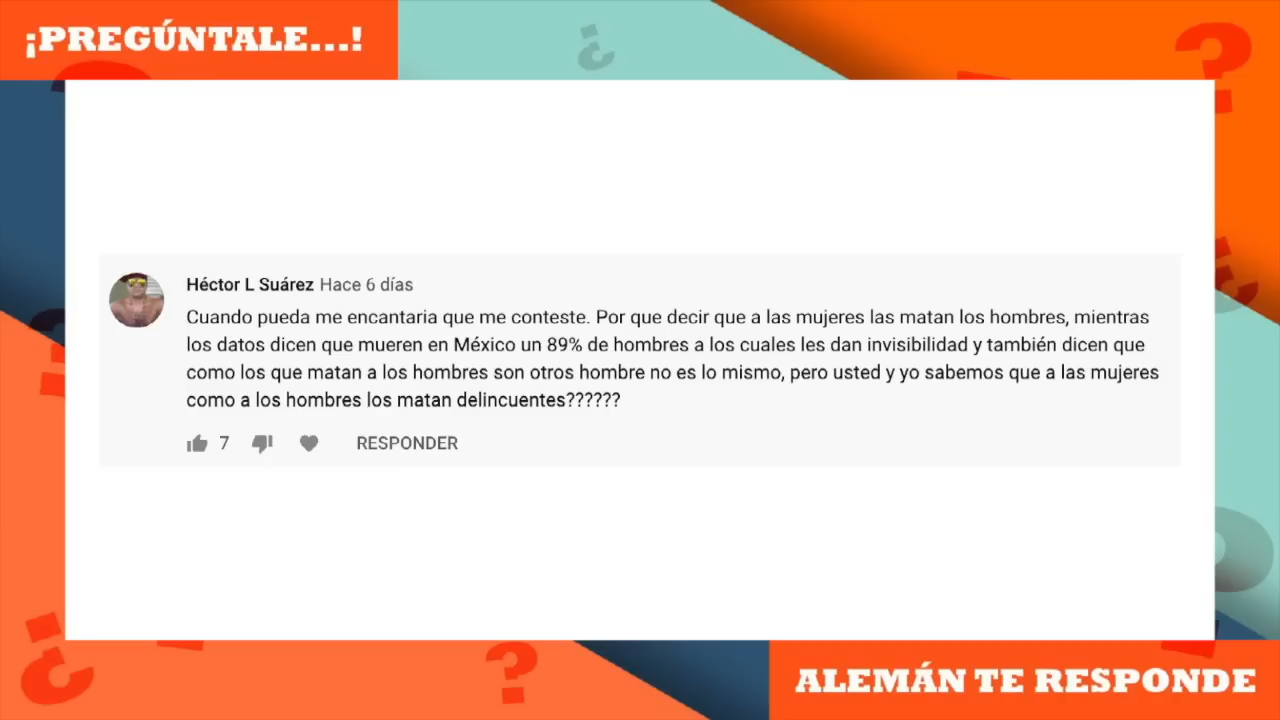 ¡PREGÚNTALE...!
Héctor L Suárez Hace 6 días
Cuando pueda me encantaria que me conteste. Por que decir que a las mujeres las matan los hombres, mientras
los datos dicen que mueren en México un 89% de hombres a los cuales les dan invisibilidad y también dicen que
como los que matan a los hombres son otros hombre no es lo mismo, pero usted y yo sabemos que a las mujeres
como a los hombres los matan delincuentes??????
7 RESPONDER
ALEMÁN TE RESPONDE